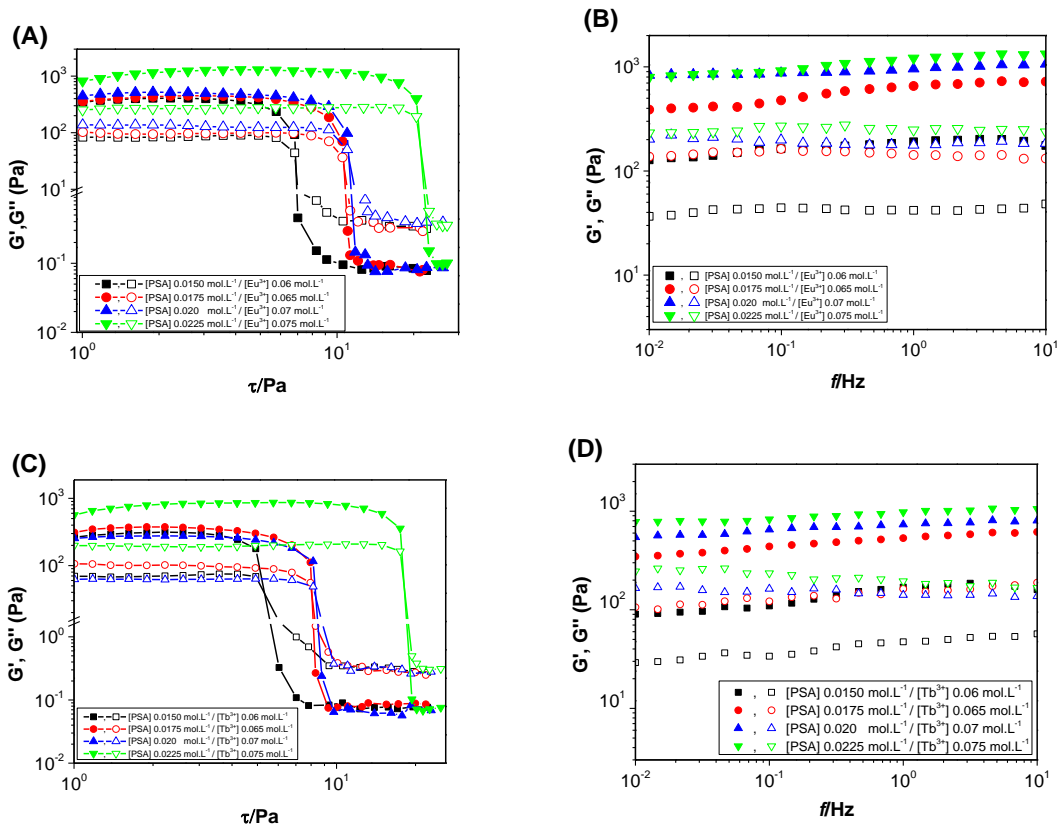 (A)
10³
10²
10¹
10⁻¹
10⁻²
G',G'' (Pa)
[PSA] 0.0150 mol.L⁻¹/ [Eu³⁺] 0.06 mol.L⁻¹
[PSA] 0.0175 mol.L⁻¹/ [Eu³⁺] 0.065 mol.L⁻¹
[PSA] 0.020 mol.L⁻¹/ [Eu³⁺] 0.07 mol.L⁻¹
[PSA] 0.0225 mol.L⁻¹/ [Eu³⁺] 0.075 mol.L⁻¹
10⁰ 10¹
τ/Pa
(B)
10³
10²
10¹
G', G'' (Pa)
, [PSA] 0.0150 mol.L⁻¹/ [Eu³⁺] 0.06 mol.L⁻¹
, [PSA] 0.0175 mol.L⁻¹/ [Eu³⁺] 0.065 mol.L⁻¹
, [PSA] 0.020 mol.L⁻¹/ [Eu³⁺] 0.07 mol.L⁻¹
, [PSA] 0.0225 mol.L⁻¹/ [Eu³⁺] 0.075 mol.L⁻¹
10⁻² 10⁻¹ 10⁰ 10¹
f/Hz
(C)
10³
10²
10⁰
10⁻¹
10⁻²
G',G'' (Pa)
[PSA] 0.0150 mol.L⁻¹/ [Tb³⁺] 0.06 mol.L⁻¹
[PSA] 0.0175 mol.L⁻¹/ [Tb³⁺] 0.065 mol.L⁻¹
[PSA] 0.020 mol.L⁻¹/ [Tb³⁺] 0.07 mol.L⁻¹
[PSA] 0.0225 mol.L⁻¹/ [Tb³⁺] 0.075 mol.L⁻¹
10⁰ 10¹
τ/Pa
(D)
10³
10²
10¹
G', G'' (Pa)
, [PSA] 0.0150 mol.L⁻¹/ [Tb³⁺] 0.06 mol.L⁻¹
, [PSA] 0.0175 mol.L⁻¹/ [Tb³⁺] 0.065 mol.L⁻¹
, [PSA] 0.020 mol.L⁻¹/ [Tb³⁺] 0.07 mol.L⁻¹
, [PSA] 0.0225 mol.L⁻¹/ [Tb³⁺] 0.075 mol.L⁻¹
10⁻² 10⁻¹ 10⁰ 10¹
f/Hz